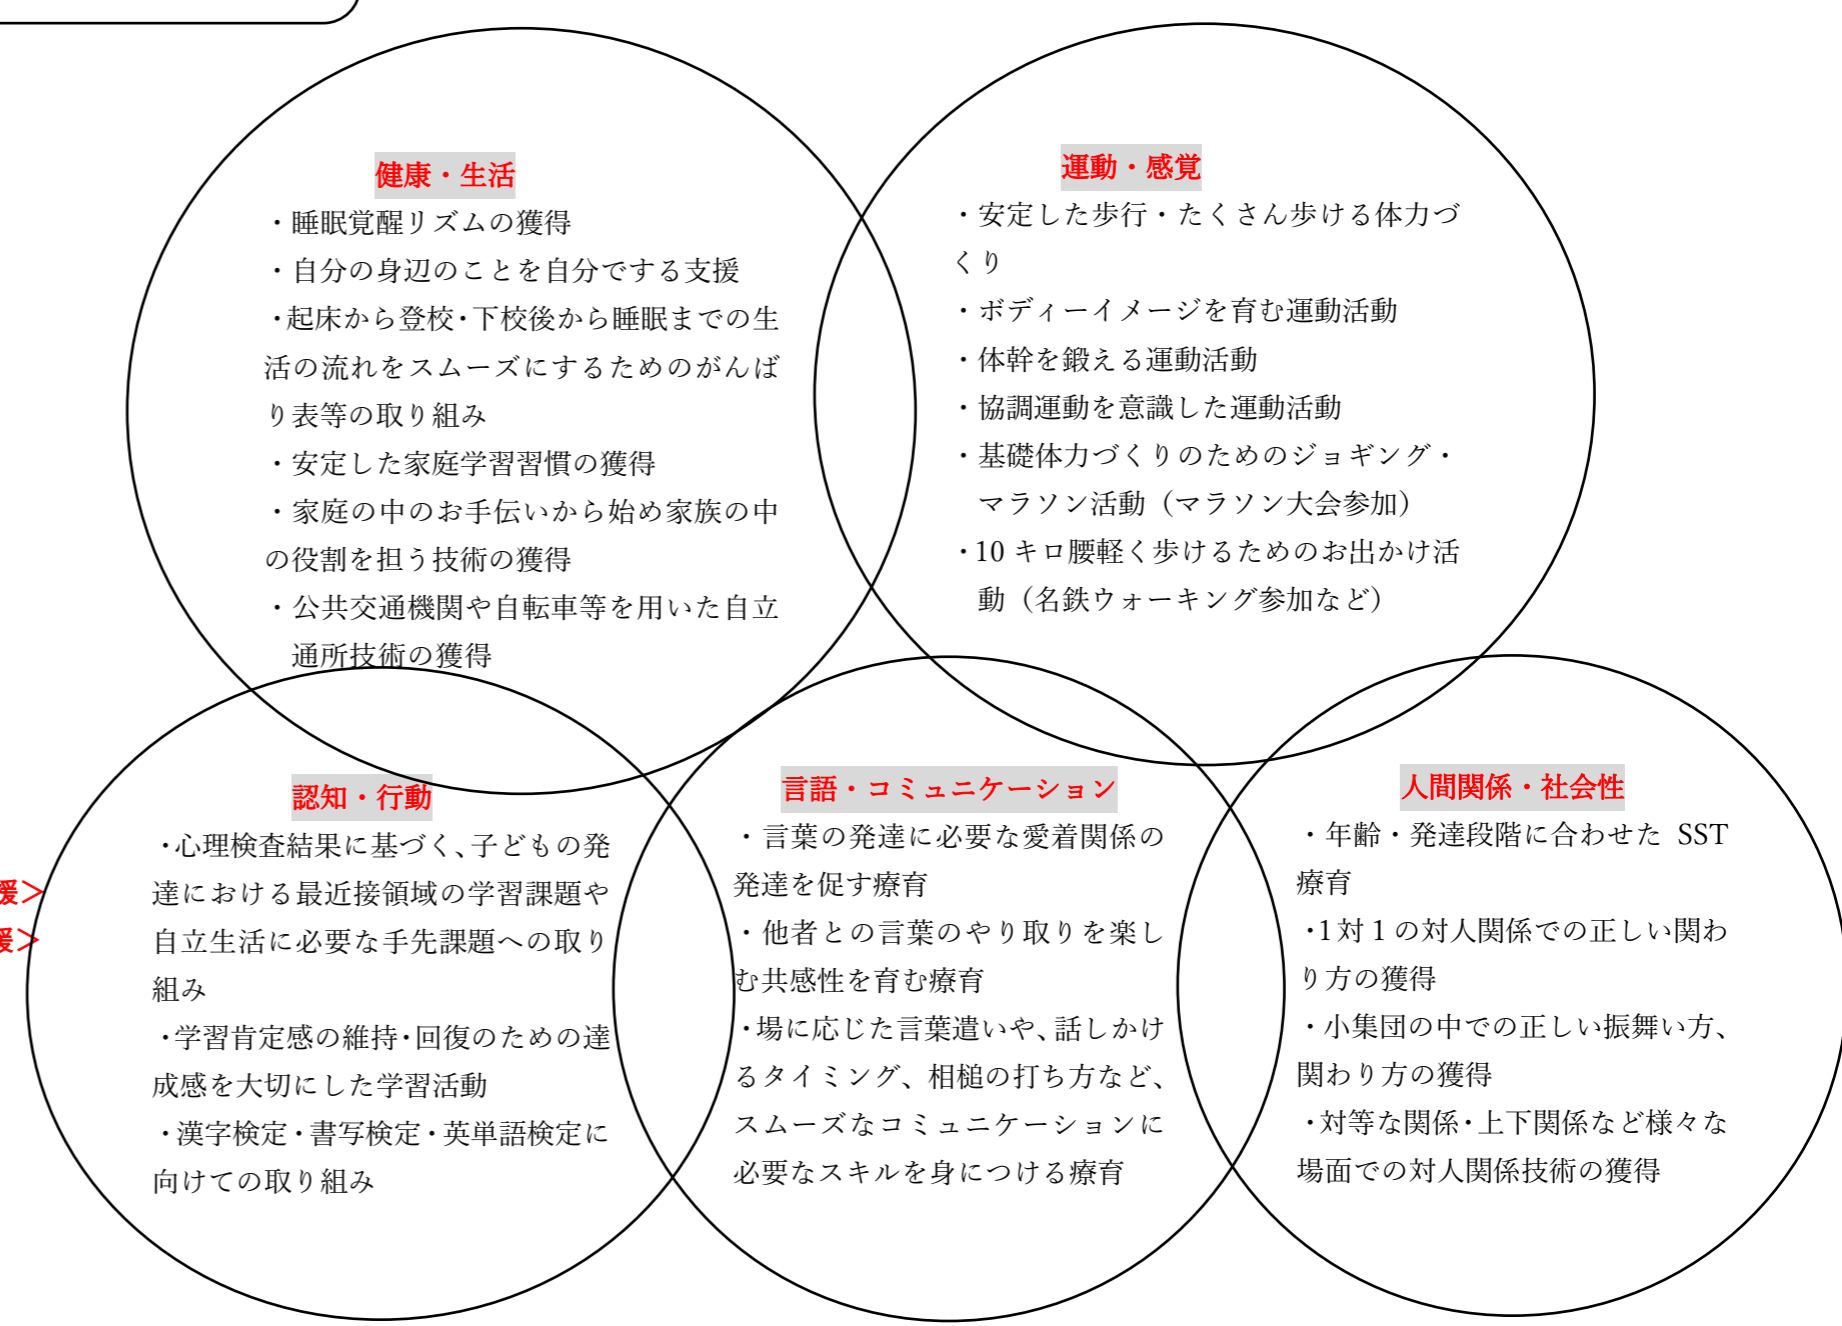 健康・生活
・睡眠覚醒リズムの獲得
・自分の身辺のことを自分でする支援
・起床から登校・下校後から睡眠までの生
活の流れをスムーズにするためのがんば
り表等の取り組み
・安定した家庭学習習慣の獲得
・家庭の中のお手伝いから始め家族の中
の役割を担う技術の獲得
・公共交通機関や自転車等を用いた自立
通所技術の獲得
運動・感覚
・安定した歩行・たくさん歩ける体力づ
くり
・ボディーイメージを育む運動活動
・体幹を鍛える運動活動
・協調運動を意識した運動活動
・基礎体力づくりのためのジョギング・
マラソン活動（マラソン大会参加）
・10 キロ腰軽く歩けるためのお出かけ活
動（名鉄ウォーキング参加など）
援＞
援＞
認知・行動
・心理検査結果に基づく、子どもの発
達における最近接領域の学習課題や
自立生活に必要な手先課題への取り
組み
・学習肯定感の維持・回復のための達
成感を大切にした学習活動
・漢字検定・書写検定・英単語検定に
向けての取り組み
言語・コミュニケーション
・言葉の発達に必要な愛着関係の
発達を促す療育
・他者との言葉のやり取りを楽し
む共感性を育む療育
・場に応じた言葉遣いや、話しかけ
るタイミング、相槌の打ち方など、
スムーズなコミュニケーションに
必要なスキルを身につける療育
人間関係・社会性
・年齢・発達段階に合わせた SST
療育
・1 対 1 の対人関係での正しい関わ
り方の獲得
・小集団の中での正しい振舞い方、
関わり方の獲得
・対等な関係・上下関係など様々な
場面での対人関係技術の獲得